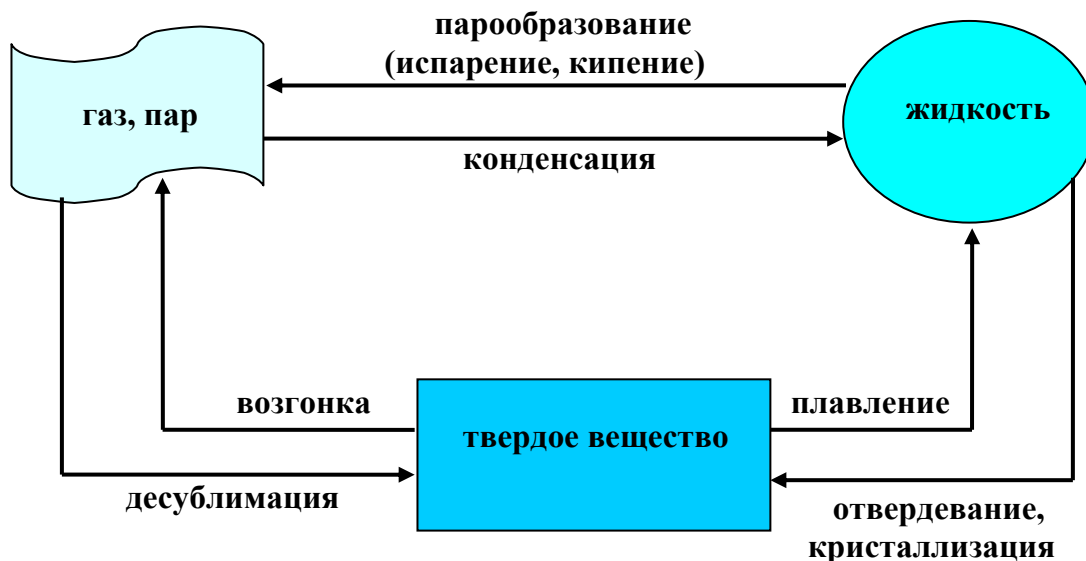 парообразование
(испарение, кипение)
газ, пар
жидкость
конденсация
возгонка
плавление
твердое вещество
десублимация
отвердевание,
кристаллизация